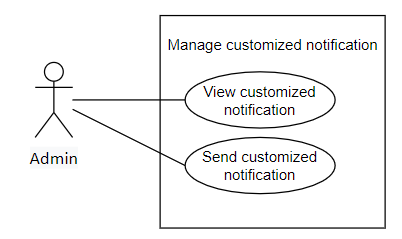 Manage customized notification
View customized
notification
Send customized
notification
Admin